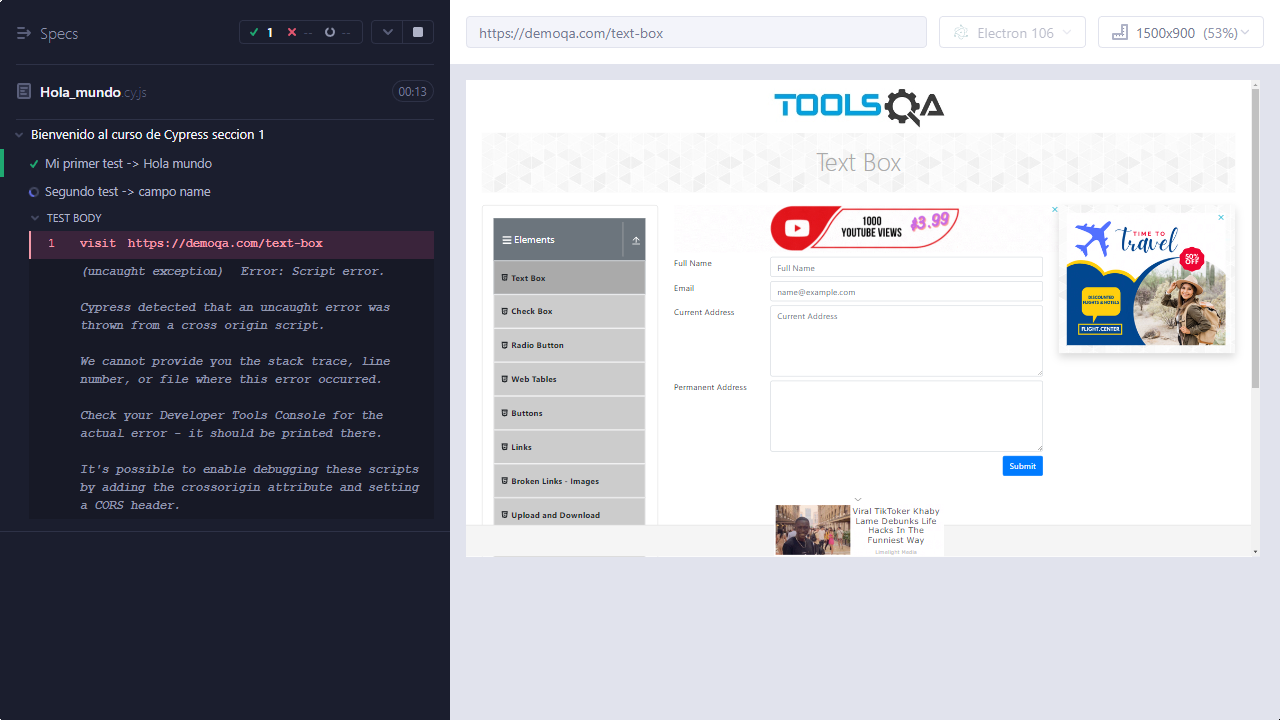 Specs
1
--
--
Hola_mundo.cy.js
00:13
Bienvenido al curso de Cypress seccion 1
Mi primer test -> Hola mundo
Segundo test -> campo name
TEST BODY
1 visit https://demoqa.com/text-box
(uncaught exception) Error: Script error.
Cypress detected that an uncaught error was
thrown from a cross origin script.
We cannot provide you the stack trace, line
number, or file where this error occurred.
Check your Developer Tools Console for the
actual error - it should be printed there.
It's possible to enable debugging these scripts
by adding the crossorigin attribute and setting
a CORS header.
https://demoqa.com/text-box
Electron 106
1500x900 (53%)
TOOLSQA
Text Box
Elements
Text Box
Check Box
Radio Button
Web Tables
Buttons
Links
Broken Links - Images
Upload and Download
1000
YOUTUBE VIEWS
$3.99
Full Name
Full Name
Email
name@example.com
Current Address
Current Address
Permanent Address
Submit
Viral TikToker Khaby
Lame Debunks Life
Hacks In The
Funniest Way
Limelight Media
TIME TO
travel
50%
OFF
DISCOUNTED
FLIGHTS & HOTELS
FLIGHT.CENTER